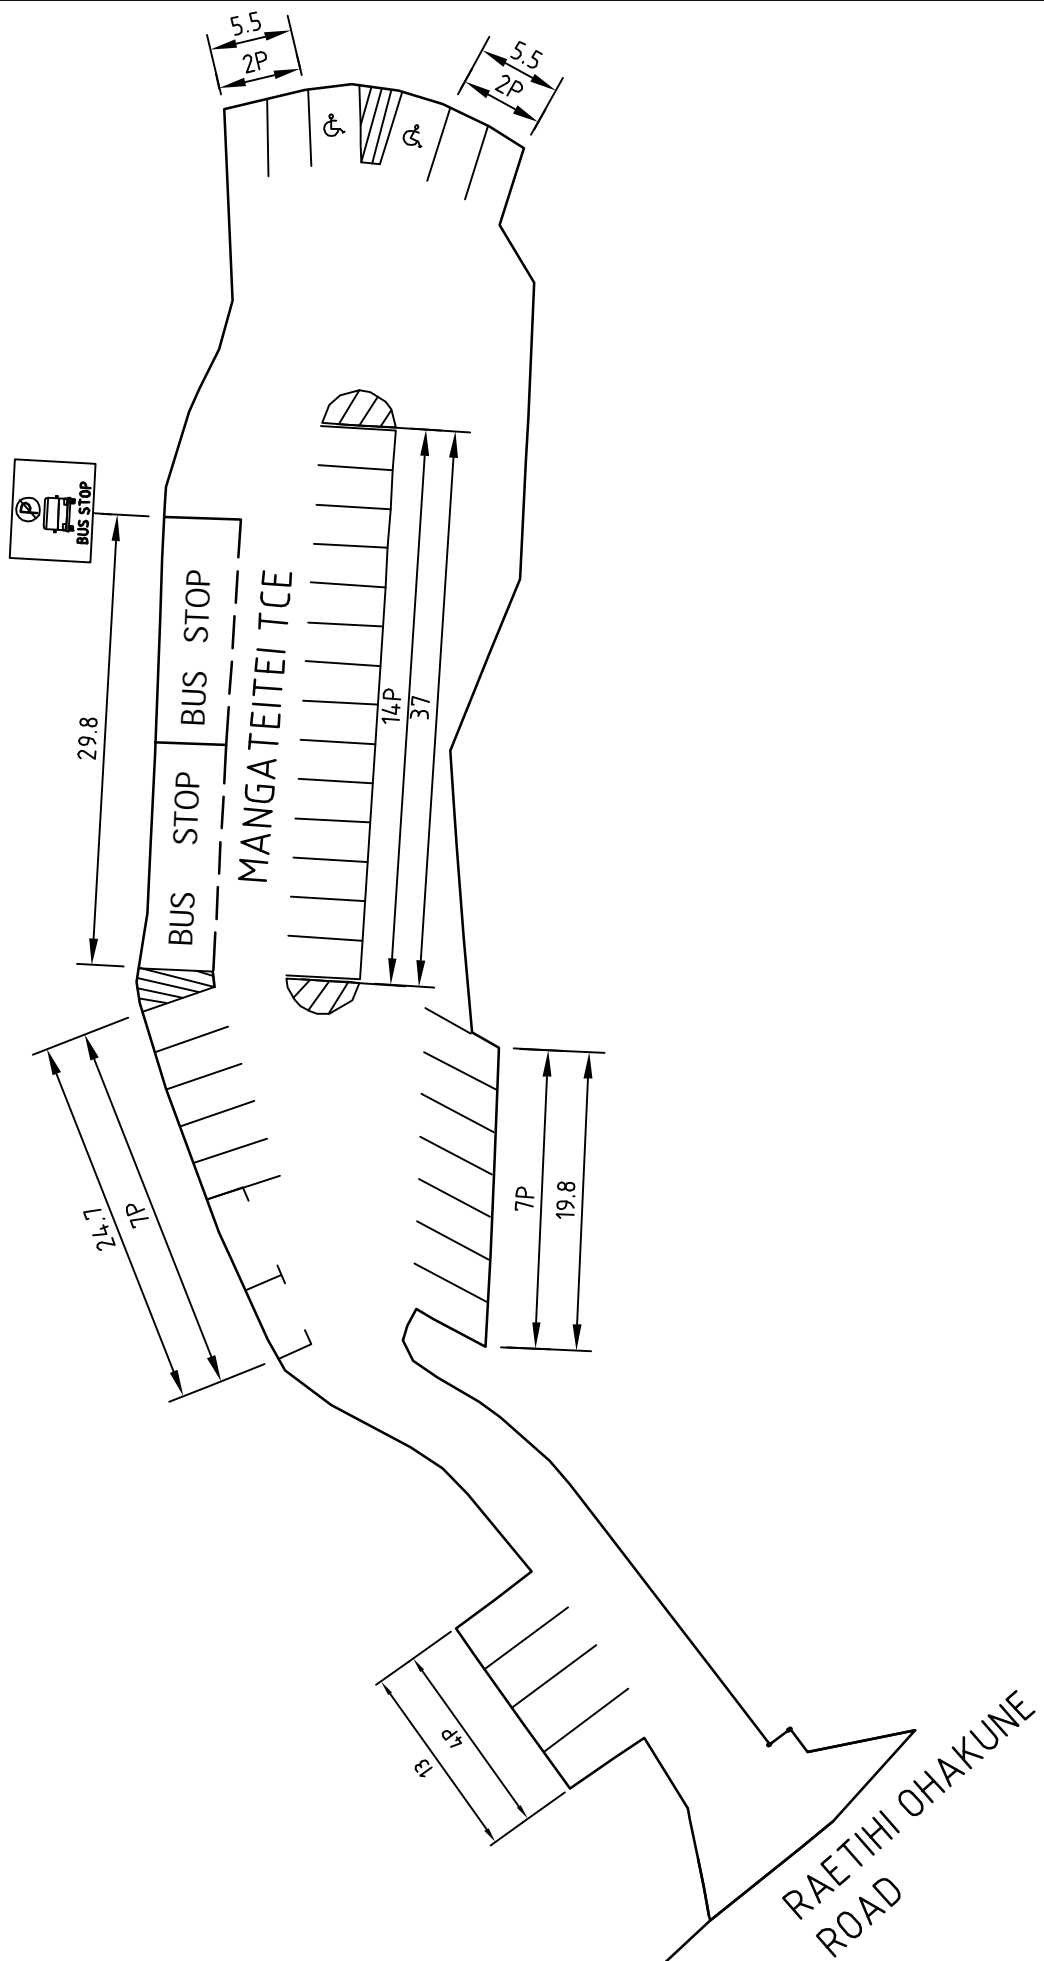 5.5
2P
5.5
2P
P
BUS STOP
BUS STOP
BUS STOP
MANGATEITEI TCE
29.8
14P
37
24.7
7P
7P
19.8
13
4P
RAETIHI OHAKUNE
ROAD